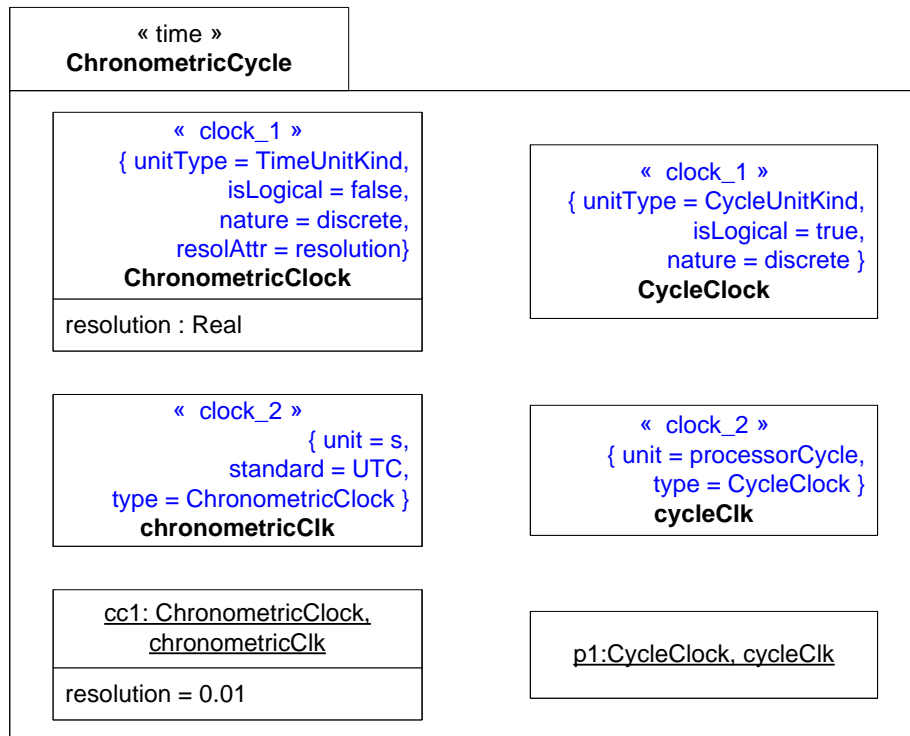 « time »
ChronometricCycle
« clock_1 »
{ unitType = TimeUnitKind,
isLogical = false,
nature = discrete,
resolAttr = resolution}
ChronometricClock
resolution : Real
« clock_1 »
{ unitType = CycleUnitKind,
isLogical = true,
nature = discrete }
CycleClock
« clock_2 »
{ unit = s,
standard = UTC,
type = ChronometricClock }
chronometricClk
« clock_2 »
{ unit = processorCycle,
type = CycleClock }
cycleClk
cc1: ChronometricClock,
chronometricClk
resolution = 0.01
p1:CycleClock, cycleClk